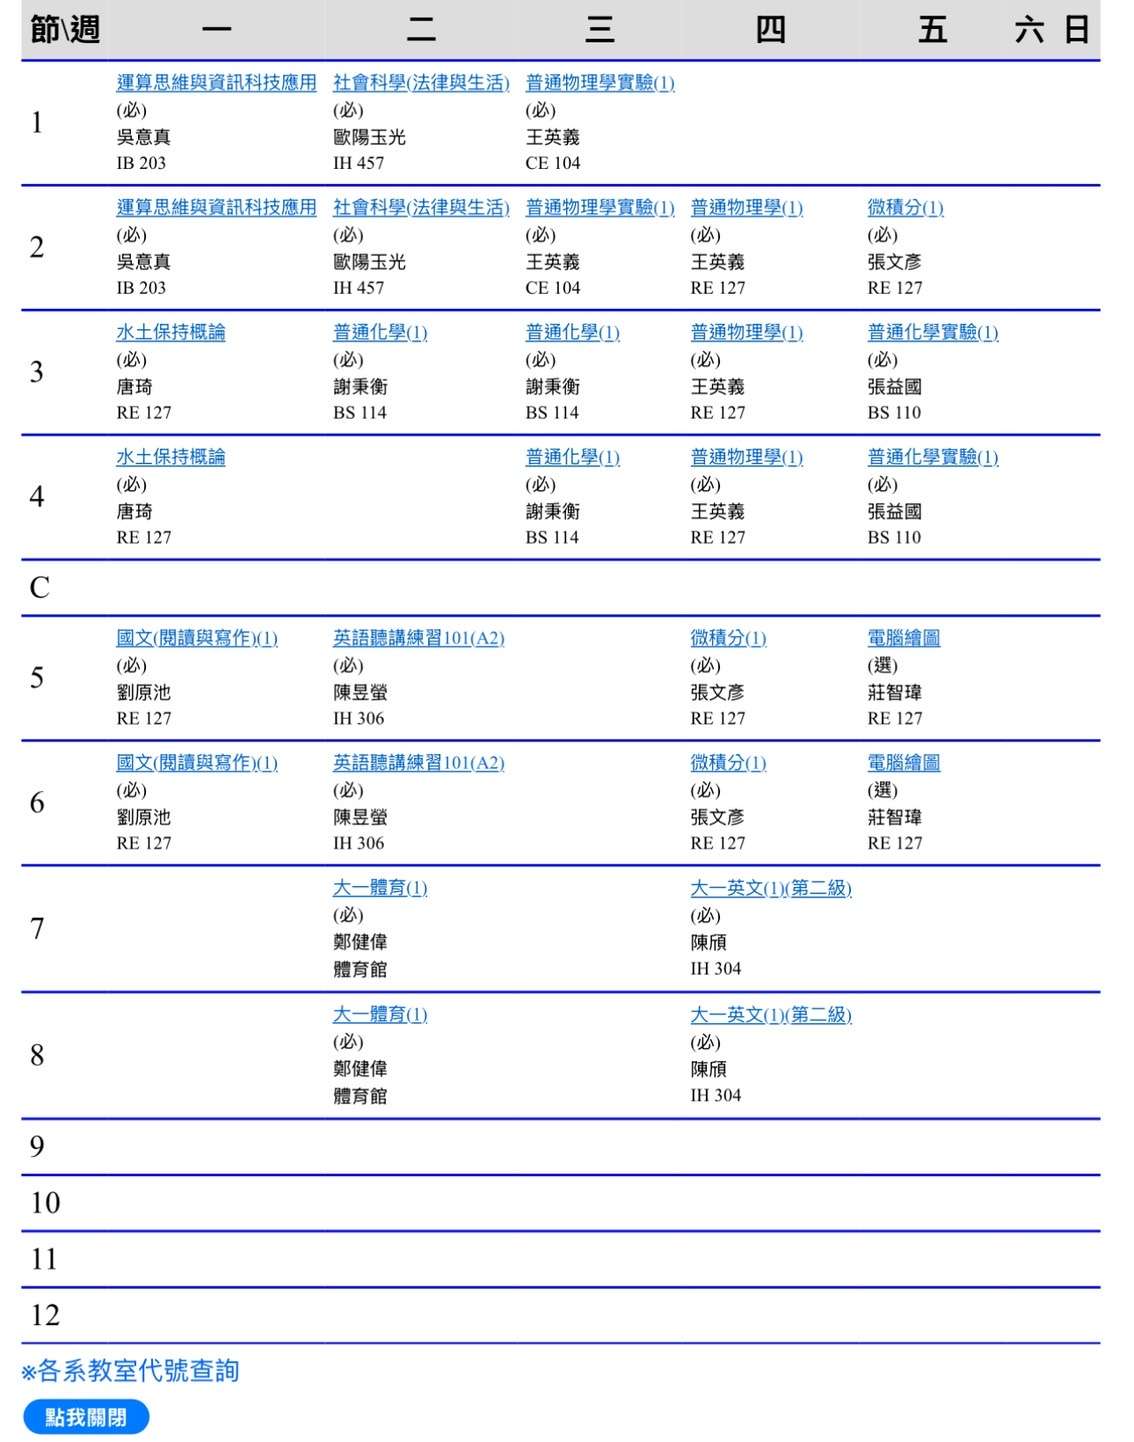 節\週 一 二 三 四 五 六 日
1
運算思維與資訊科技應用 社會科學(法律與生活) 普通物理學實驗(1)
(必) (必) (必)
吳意真 歐陽玉光 王英義
IB 203 IH 457 CE 104
2
運算思維與資訊科技應用 社會科學(法律與生活) 普通物理學實驗(1) 普通物理學(1) 微積分(1)
(必) (必) (必) (必) (必)
吳意真 歐陽玉光 王英義 王英義 張文彥
IB 203 IH 457 CE 104 RE 127 RE 127
3
水土保持概論 普通化學(1) 普通化學(1) 普通物理學(1) 普通化學實驗(1)
(必) (必) (必) (必) (必)
唐琦 謝秉衡 謝秉衡 王英義 張益國
RE 127 BS 114 BS 114 RE 127 BS 110
4
水土保持概論 普通化學(1) 普通物理學(1) 普通化學實驗(1)
(必) (必) (必) (必)
唐琦 謝秉衡 王英義 張益國
RE 127 BS 114 RE 127 BS 110
C
5
國文(閱讀與寫作)(1) 英語聽講練習101(A2) 微積分(1) 電腦繪圖
(必) (必) (必) (選)
劉原池 陳昱螢 張文彥 莊智瑋
RE 127 IH 306 RE 127 RE 127
6
國文(閱讀與寫作)(1) 英語聽講練習101(A2) 微積分(1) 電腦繪圖
(必) (必) (必) (選)
劉原池 陳昱螢 張文彥 莊智瑋
RE 127 IH 306 RE 127 RE 127
7
大一體育(1) 大一英文(1)(第二級)
(必) (必)
鄭健偉 陳頎
體育館 IH 304
8
大一體育(1) 大一英文(1)(第二級)
(必) (必)
鄭健偉 陳頎
體育館 IH 304
9
10
11
12
※各系教室代號查詢
點我關閉